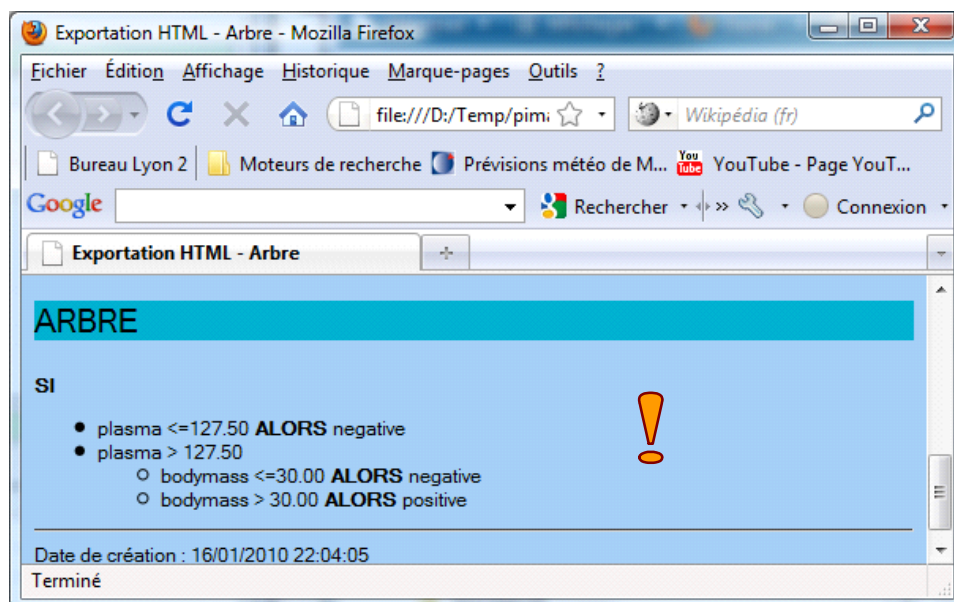 Exportation HTML - Arbre - Mozilla Firefox
Fichier Édition Affichage Historique Marque-pages Outils ?
file:///D:/Temp/pima Wikipédia (fr)
Bureau Lyon 2 Moteurs de recherche Prévisions météo de M... You Tube YouTube - Page YouT...
Google Rechercher » Connexion
Exportation HTML - Arbre
ARBRE
SI
plasma <=127.50 ALORS negative
plasma > 127.50
bodymass <=30.00 ALORS negative
bodymass > 30.00 ALORS positive
Date de création : 16/01/2010 22:04:05
Terminé
!